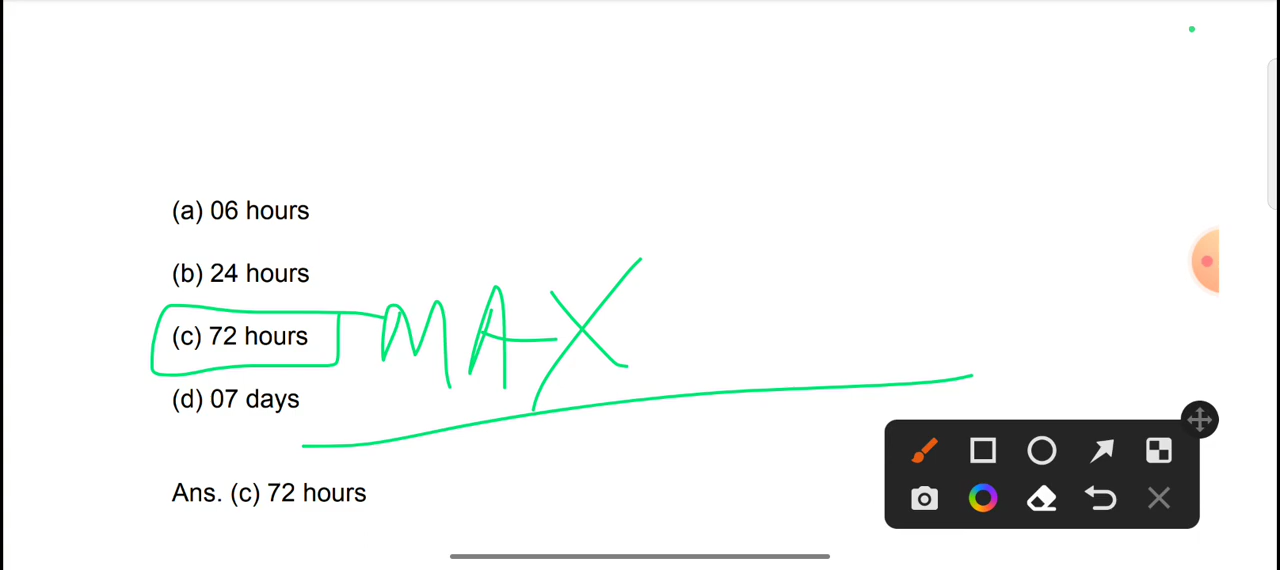 (a) 06 hours
(b) 24 hours
(c) 72 hours MAX
(d) 07 days
Ans. (c) 72 hours